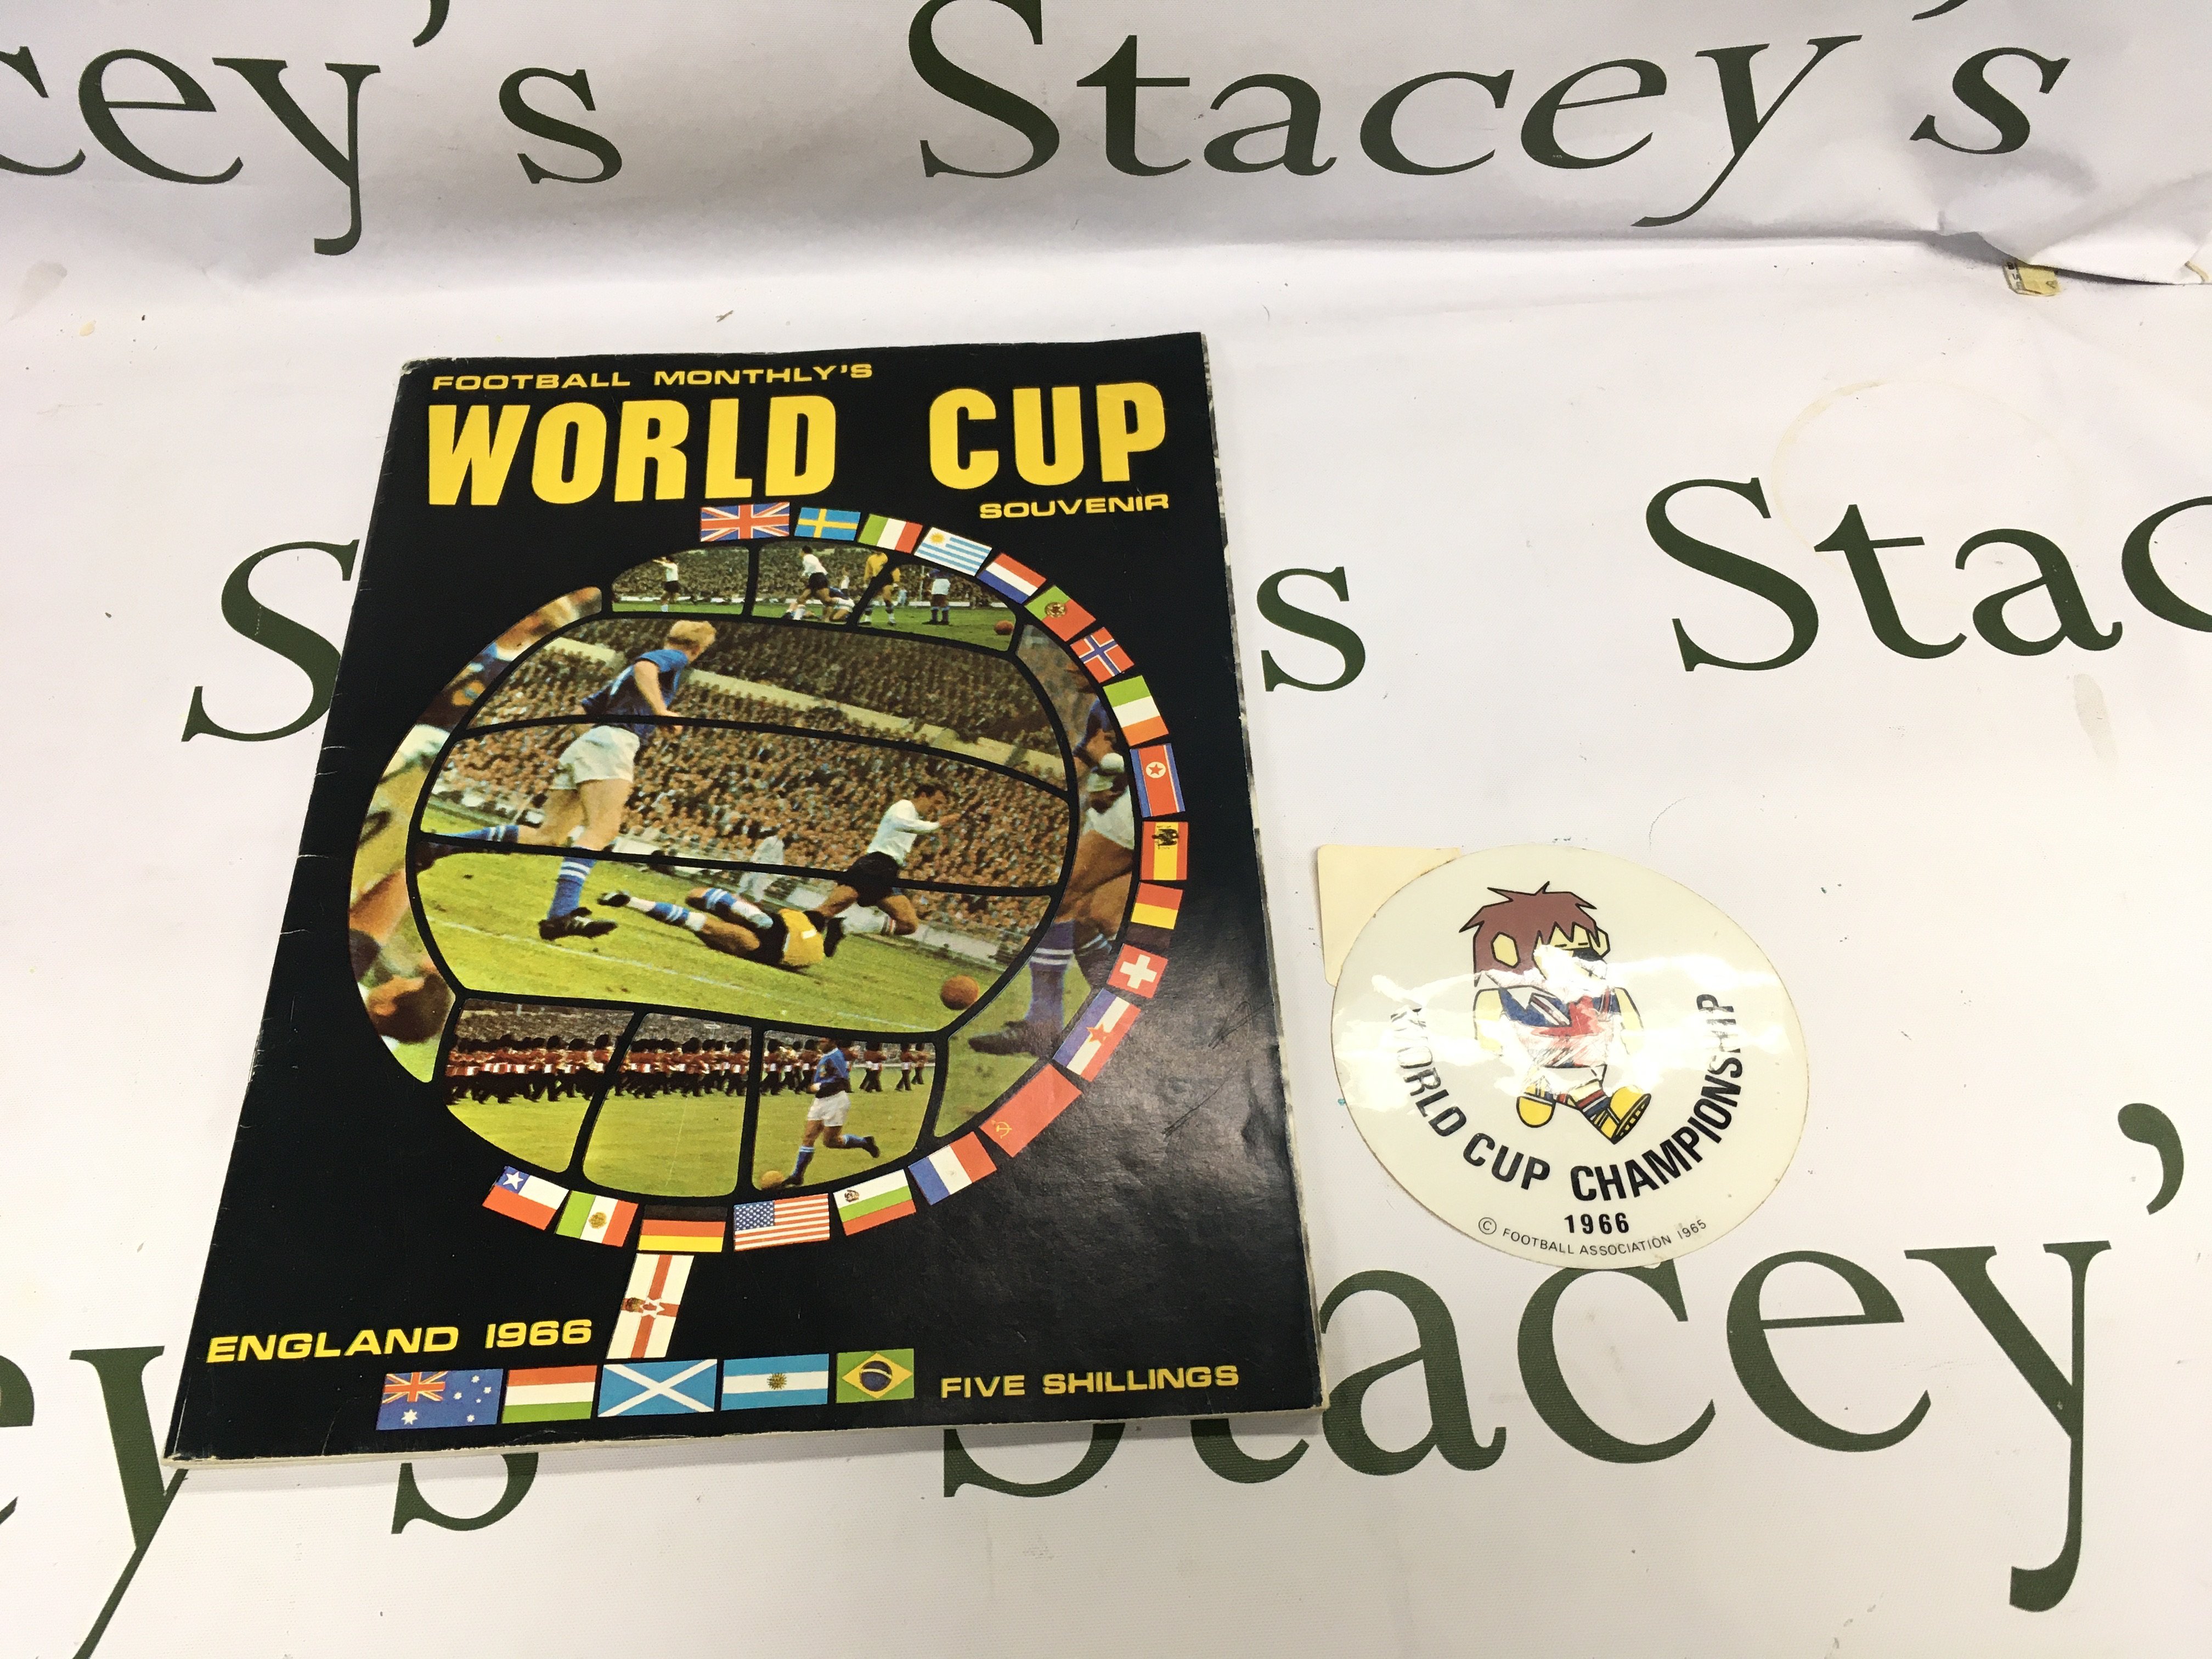 cey's
Stacey's
FOOTBALL MONTHLY'S
WORLD CUP
SOUVENIR
S
s
Stac
WORLD CUP CHAMPIONSHIP
1966
© FOOTBALL ASSOCIATION 1965
ENGLAND 1966
FIVE SHILLINGS
ey's
Stacey'